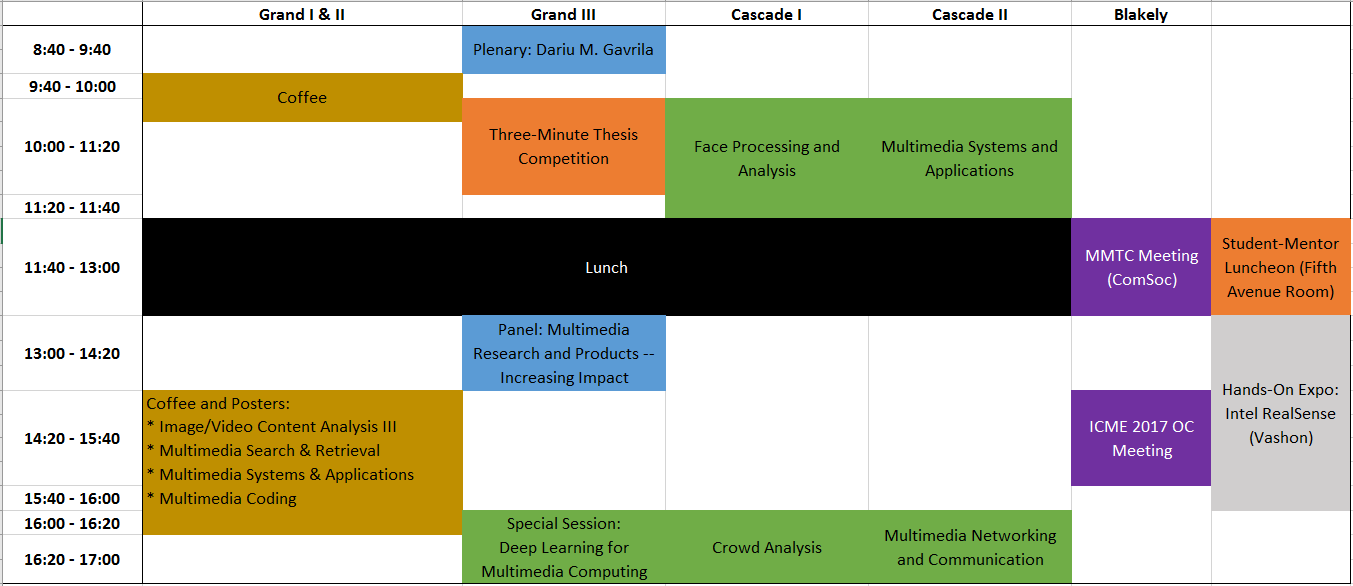 Grand I & II
Grand III
Cascade I
Cascade II
Blakely
8:40 - 9:40
Plenary: Dariu M. Gavrila
9:40 - 10:00
Coffee
10:00 - 11:20
Three-Minute Thesis
Competition
Face Processing and
Analysis
Multimedia Systems and
Applications
11:20 - 11:40
11:40 - 13:00
Lunch
MMTC Meeting
(ComSoc)
Student-Mentor
Luncheon (Fifth
Avenue Room)
13:00 - 14:20
Panel: Multimedia
Research and Products --
Increasing Impact
Hands-On Expo:
Intel RealSense
(Vashon)
14:20 - 15:40
Coffee and Posters:
* Image/Video Content Analysis III
* Multimedia Search & Retrieval
* Multimedia Systems & Applications
* Multimedia Coding
ICME 2017 OC
Meeting
15:40 - 16:00
16:00 - 16:20
Special Session:
Deep Learning for
Multimedia Computing
Crowd Analysis
Multimedia Networking
and Communication
16:20 - 17:00